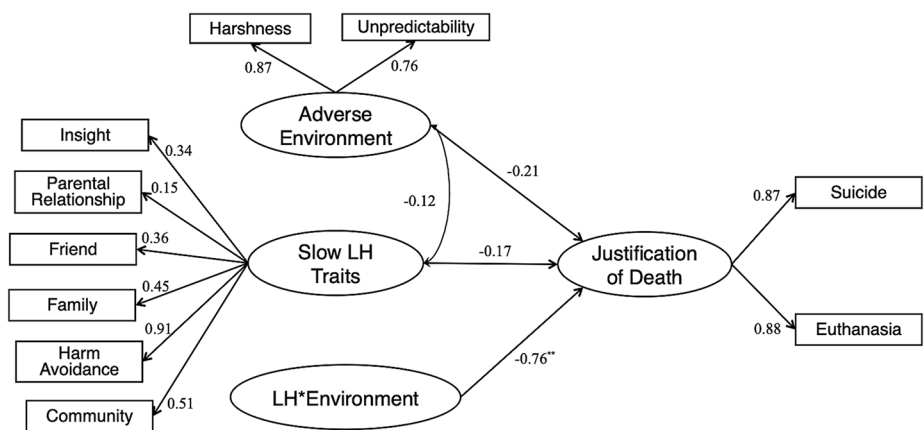 Harshness
Unpredictability
0.87
0.76
Adverse
Environment
Insight
0.34
Parental
Relationship
0.15
-0.21
-0.12
Suicide
0.87
Friend
0.36
Slow LH
Traits
-0.17
Justification
of Death
Family
0.45
0.91
Harm
Avoidance
0.88
Euthanasia
-0.76**
LH*Environment
Community
0.51